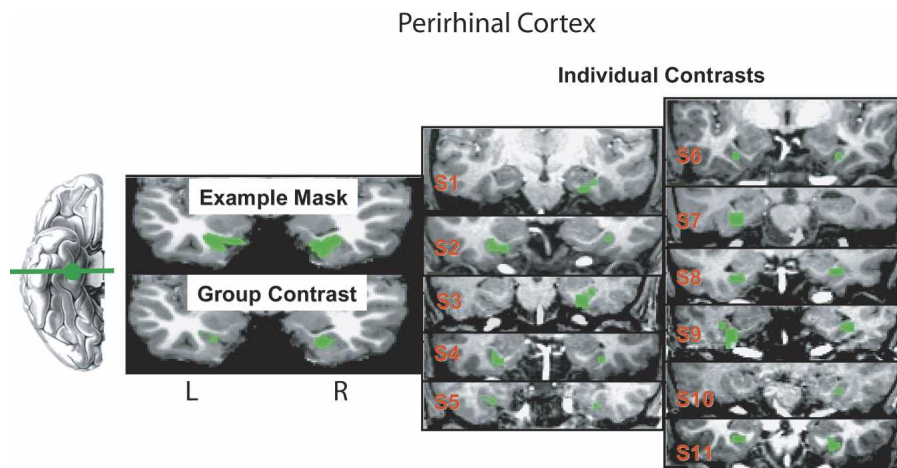 Perirhinal Cortex
Individual Contrasts
Example Mask
Group Contrast
L R
S1
S2
S3
S4
S5
S6
S7
S8
S9
S10
S11